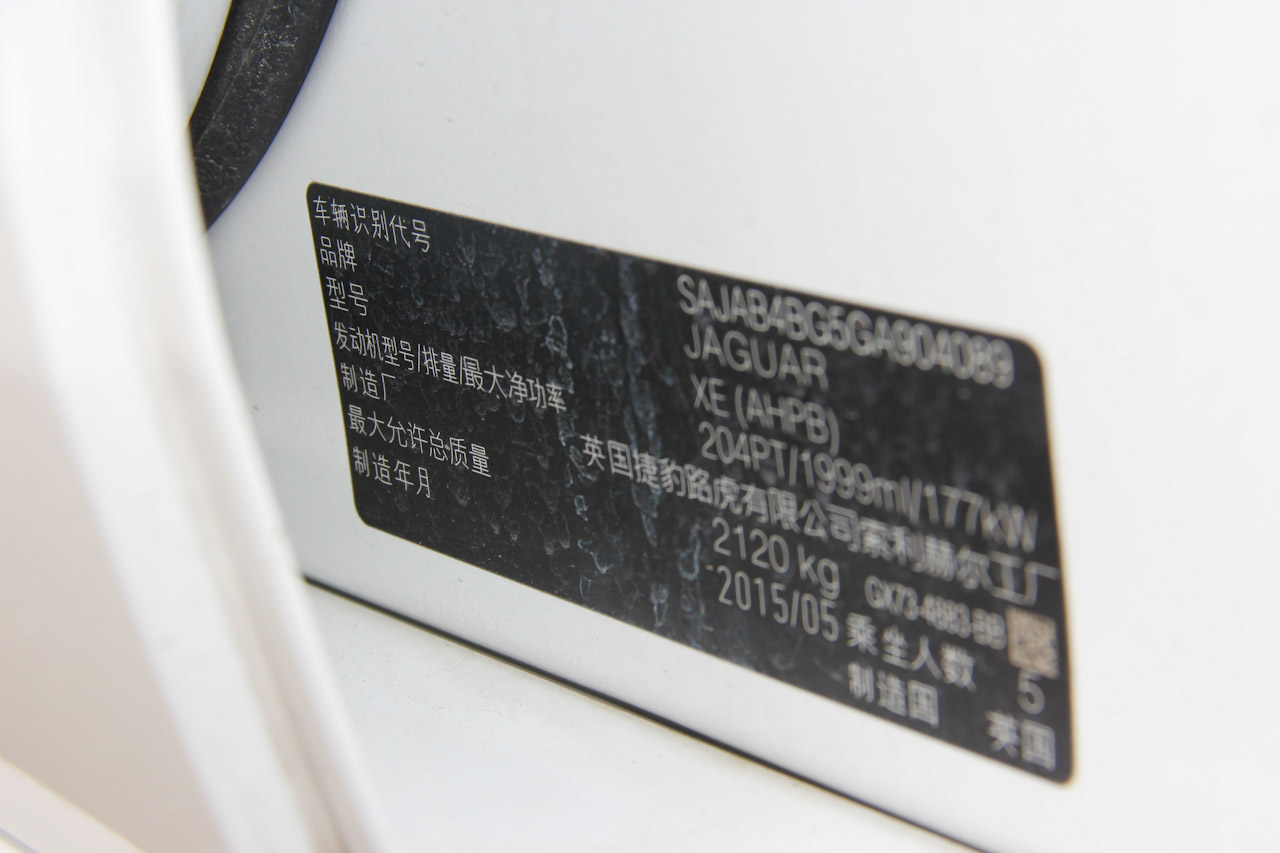 车辆识别代号 SAJAB4BG5GA904089
品牌 JAGUAR
型号 XE (AHPB)
发动机型号/排量/最大净功率 204PT/1999ml/177kW
制造厂 英国捷豹路虎有限公司索利赫尔工厂
最大允许总质量 2120 kg GX73-4883-BB
制造年月 2015/05 乘坐人数 5
制造国 英国